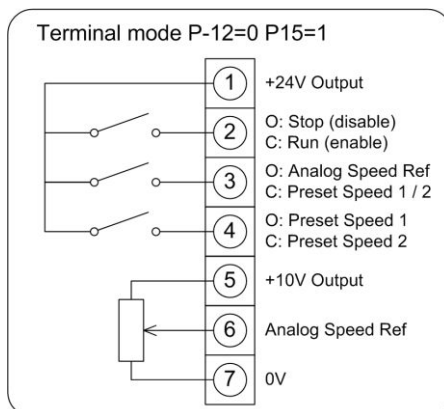 Terminal mode P-12=0 P15=1
1 +24V Output
2 O: Stop (disable)
C: Run (enable)
3 O: Analog Speed Ref
C: Preset Speed 1 / 2
4 O: Preset Speed 1
C: Preset Speed 2
5 +10V Output
6 Analog Speed Ref
7 0V